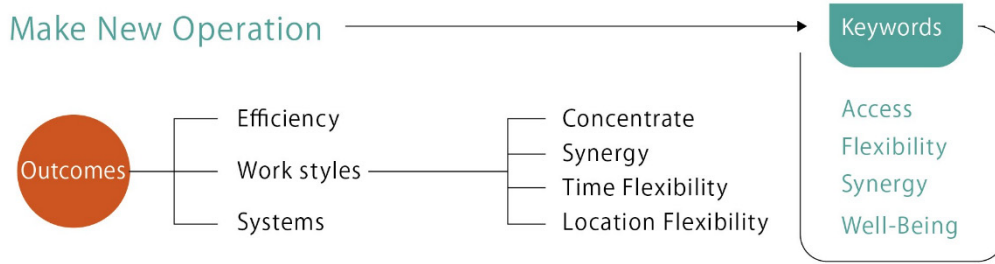 Make New Operation
Keywords
Outcomes
Efficiency
Work styles
Systems
Concentrate
Synergy
Time Flexibility
Location Flexibility
Access
Flexibility
Synergy
Well-Being